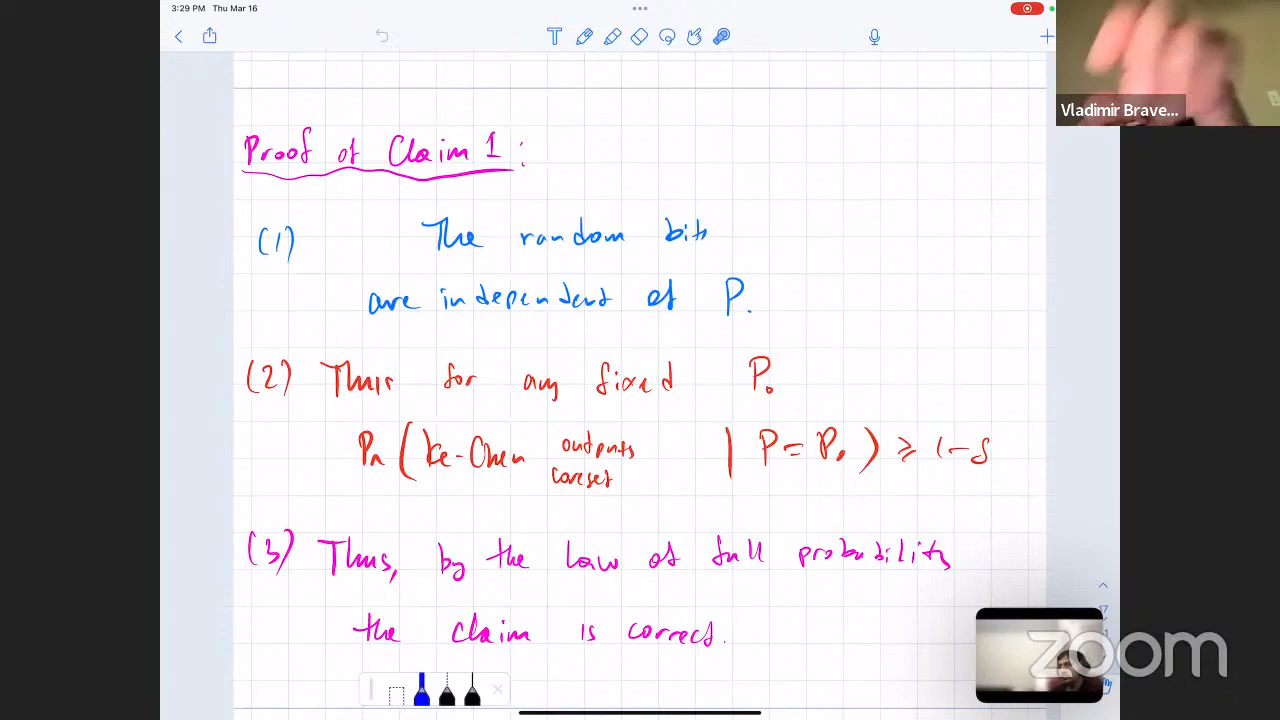 3:29 PM Thu Mar 16
Vladimir Brave...
Proof of Claim 1:
(1) The random bits
are independent of P.
(2) Thus for any fixed P₀
Pr ( Ke-Chen outputs coreset | P = P₀ ) ≥ 1-δ
(3) Thus, by the law of full probability
the claim is correct.
17
zoom